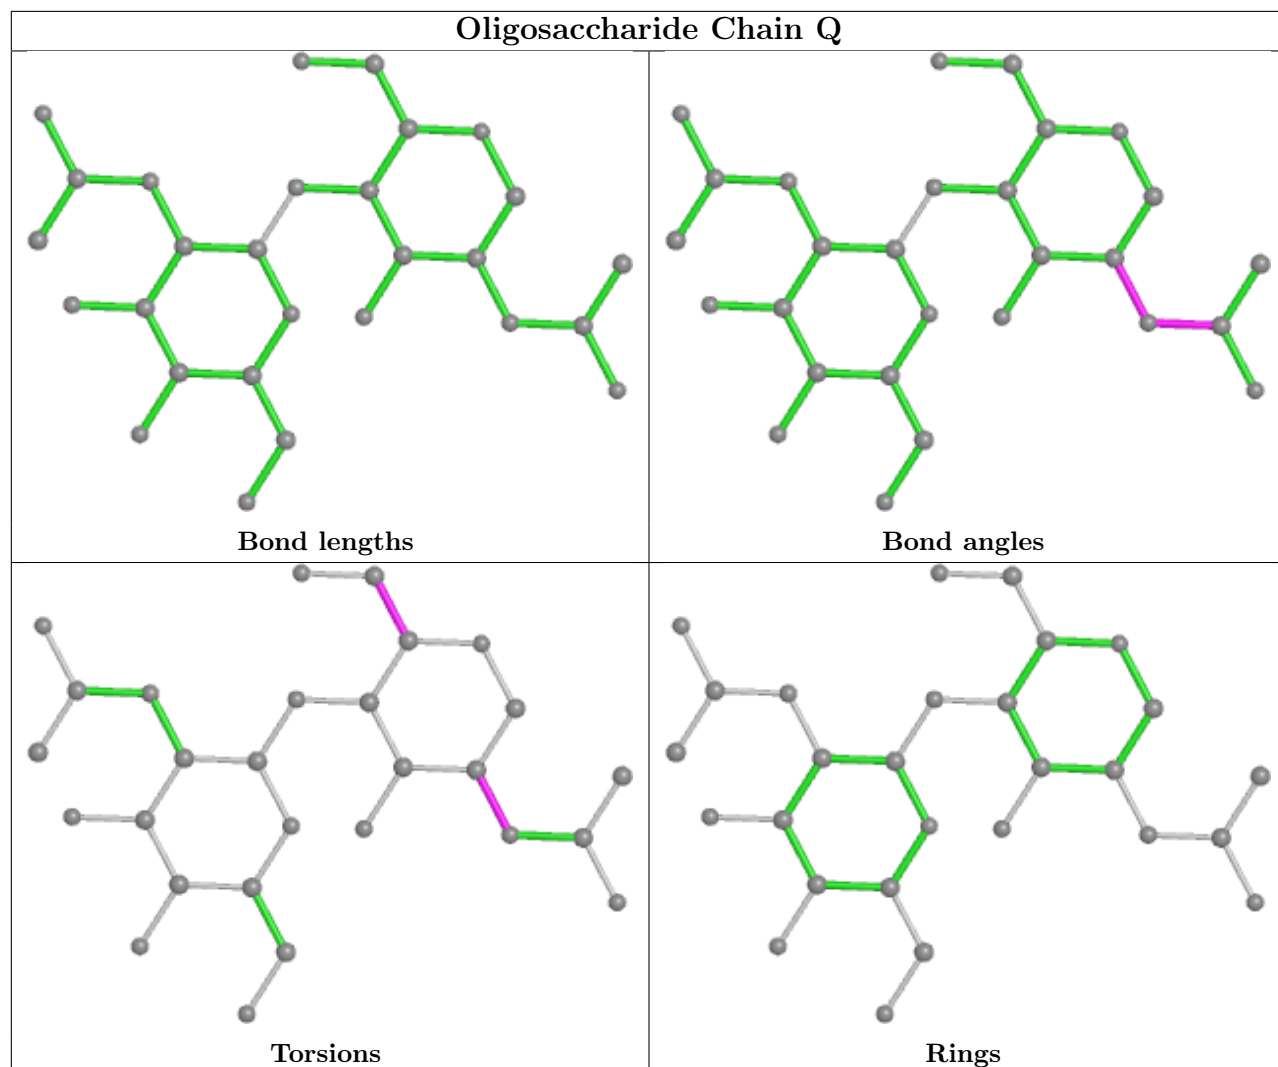 Oligosaccharide Chain Q
Bond lengths
Bond angles
Torsions
Rings